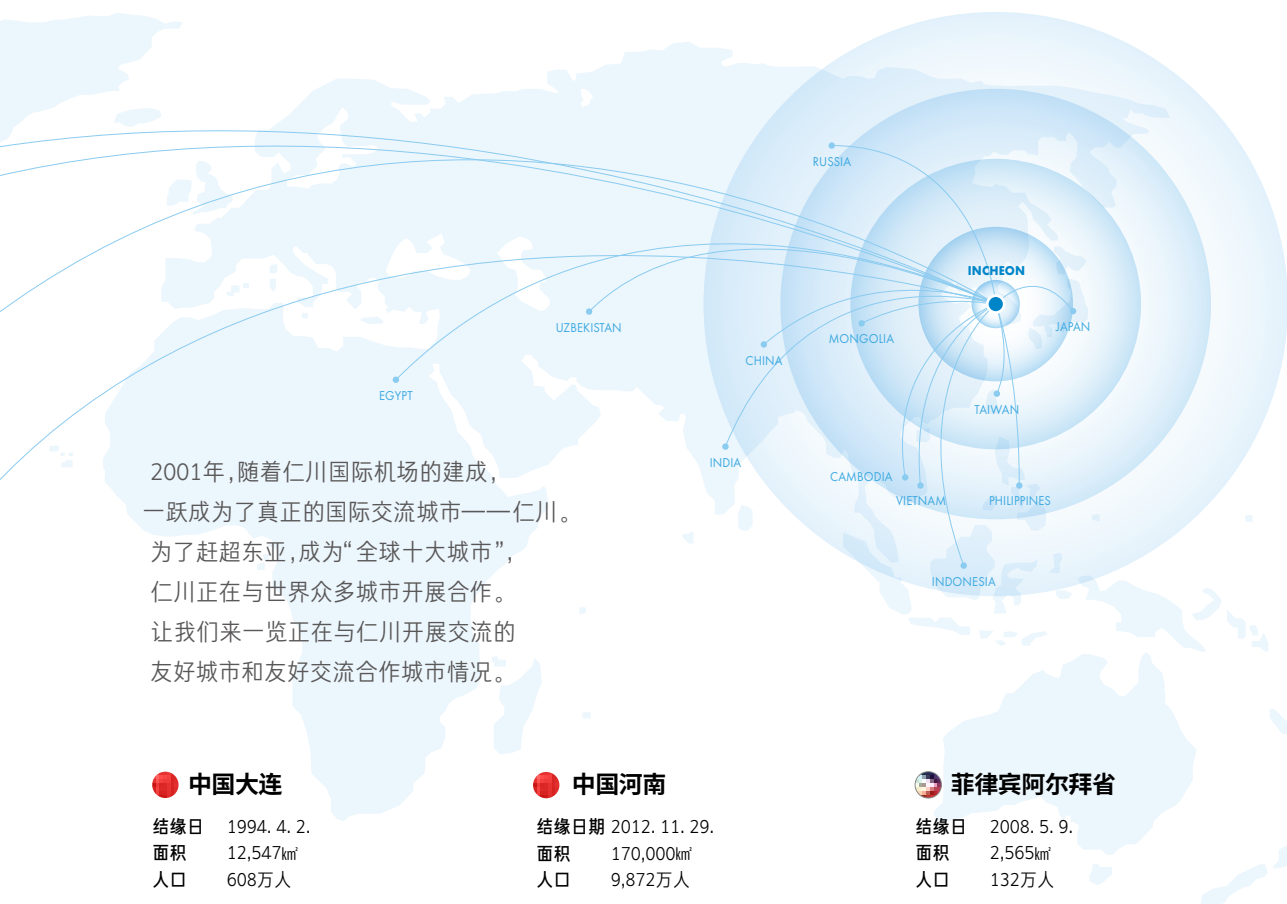 RUSSIA
INCHEON
UZBEKISTAN
MONGOLIA
JAPAN
CHINA
EGYPT
TAIWAN
INDIA
CAMBODIA
VIETNAM
PHILIPPINES
INDONESIA
2001年,随着仁川国际机场的建成,
一跃成为了真正的国际交流城市——仁川。
为了赶超东亚,成为“全球十大城市”,
仁川正在与世界众多城市开展合作。
让我们来一览正在与仁川开展交流的
友好城市和友好交流合作城市情况。
中国大连
结缘日 1994. 4. 2.
面积 12,547㎢
人口 608万人
中国河南
结缘日期 2012. 11. 29.
面积 170,000㎢
人口 9,872万人
菲律宾阿尔拜省
结缘日 2008. 5. 9.
面积 2,565㎢
人口 132万人